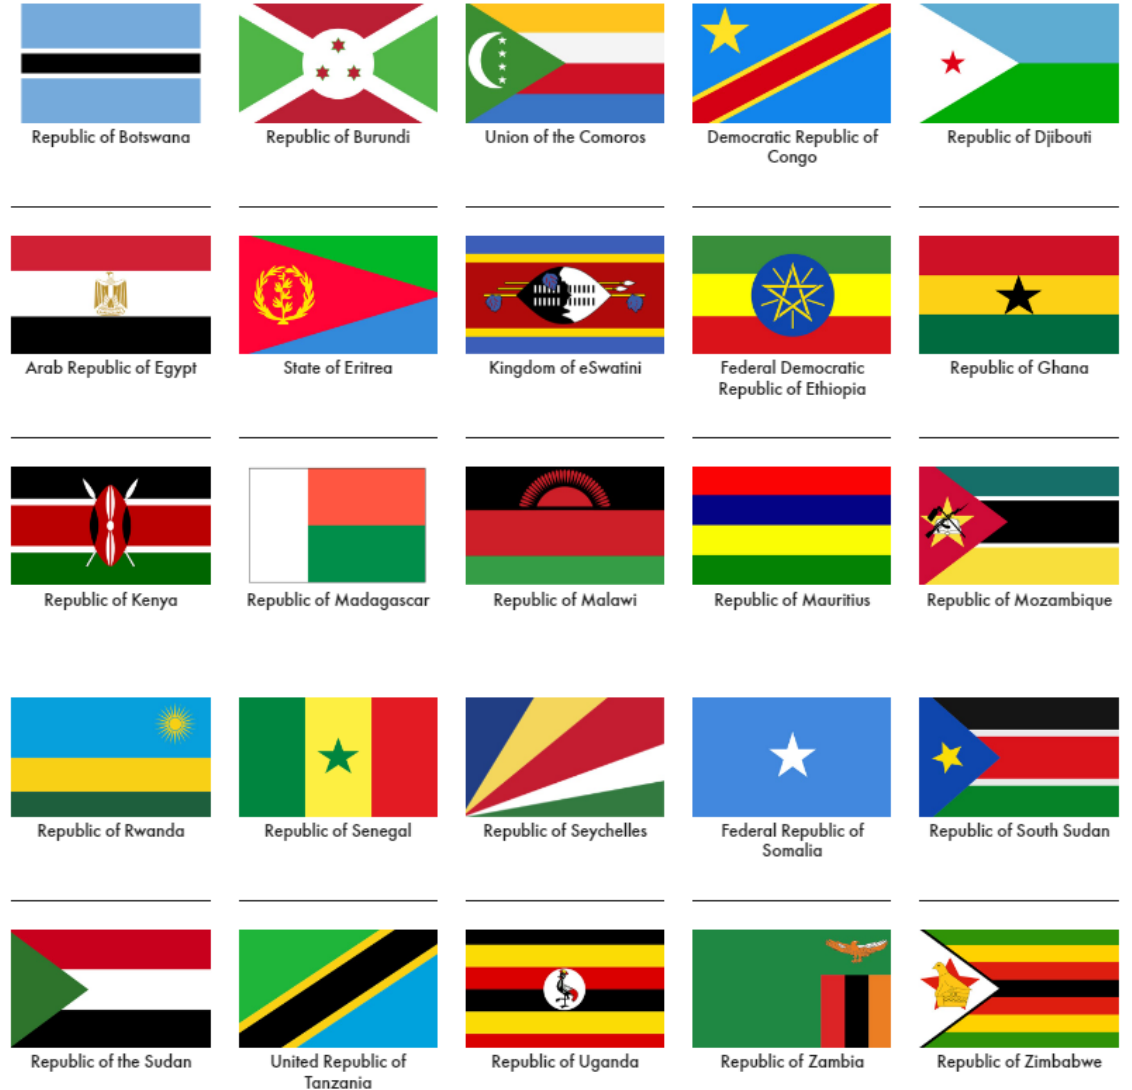 Republic of Botswana
Republic of Burundi
Union of the Comoros
Democratic Republic of
Congo
Republic of Djibouti
Arab Republic of Egypt
State of Eritrea
Kingdom of eSwatini
Federal Democratic
Republic of Ethiopia
Republic of Ghana
Republic of Kenya
Republic of Madagascar
Republic of Malawi
Republic of Mauritius
Republic of Mozambique
Republic of Rwanda
Republic of Senegal
Republic of Seychelles
Federal Republic of
Somalia
Republic of South Sudan
Republic of the Sudan
United Republic of
Tanzania
Republic of Uganda
Republic of Zambia
Republic of Zimbabwe